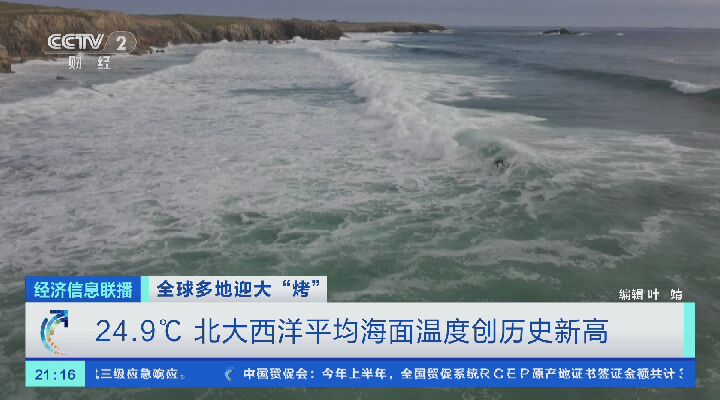 CCTV 2
财 经
经济信息联播
全球多地迎大“烤”
编辑 叶 靖
24.9℃ 北大西洋平均海面温度创历史新高
21:16
三级应急响应。 中国贸促会：今年上半年，全国贸促系统RCEP原产地证书签证金额共计3